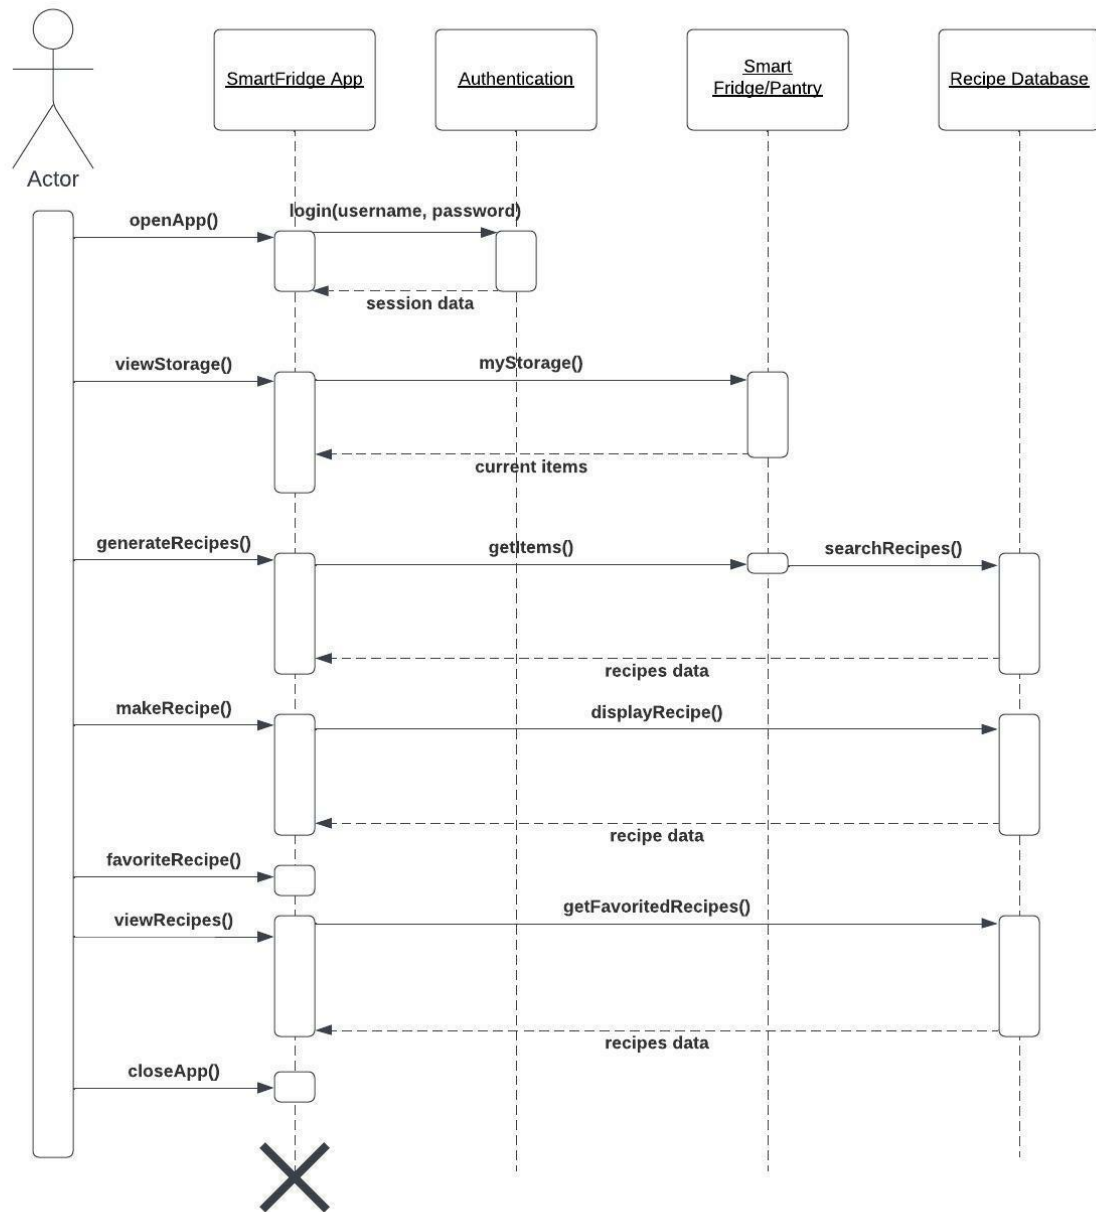 SmartFridge App
Authentication
Smart
Fridge/Pantry
Recipe Database
Actor
openApp()
login(username, password)
session data
viewStorage()
myStorage()
current items
generateRecipes()
getItems()
searchRecipes()
recipes data
makeRecipe()
displayRecipe()
recipe data
favoriteRecipe()
viewRecipes()
getFavoritedRecipes()
recipes data
closeApp()